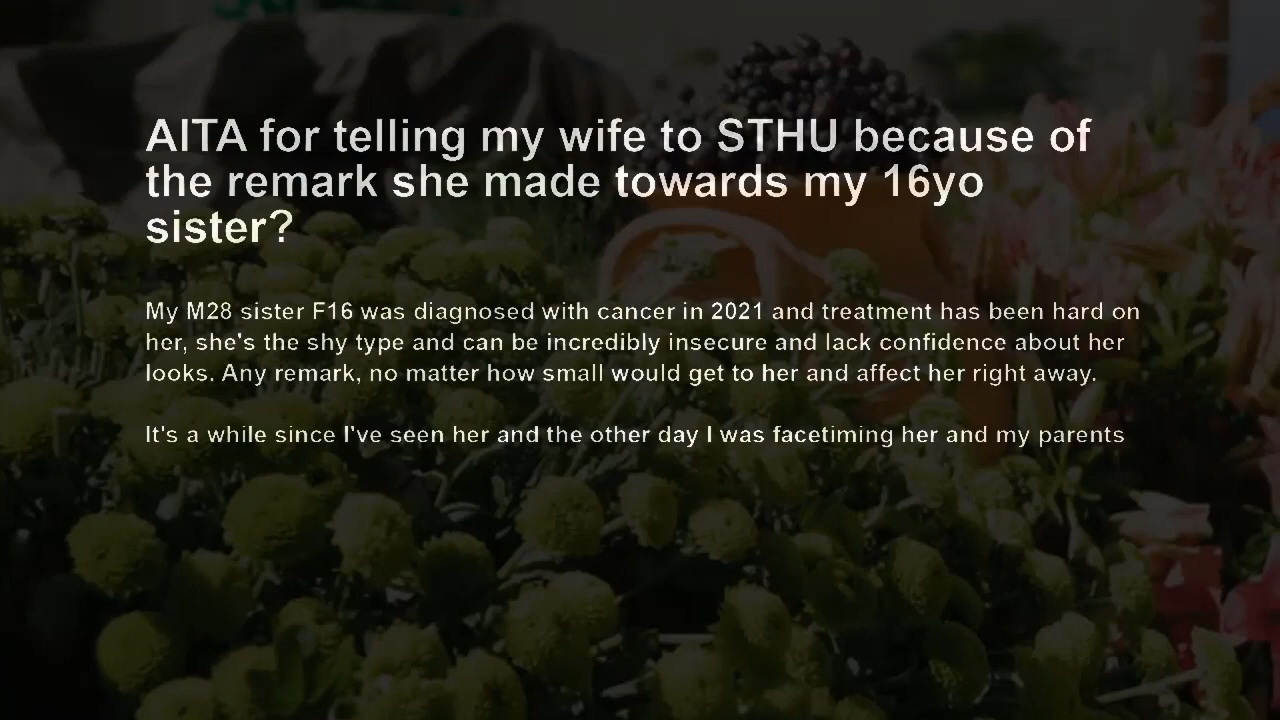 AITA for telling my wife to STHU because of
the remark she made towards my 16yo
sister?
My M28 sister F16 was diagnosed with cancer in 2021 and treatment has been hard on
her, she's the shy type and can be incredibly insecure and lack confidence about her
looks. Any remark, no matter how small would get to her and affect her right away.
It's a while since I've seen her and the other day I was facetiming her and my parents